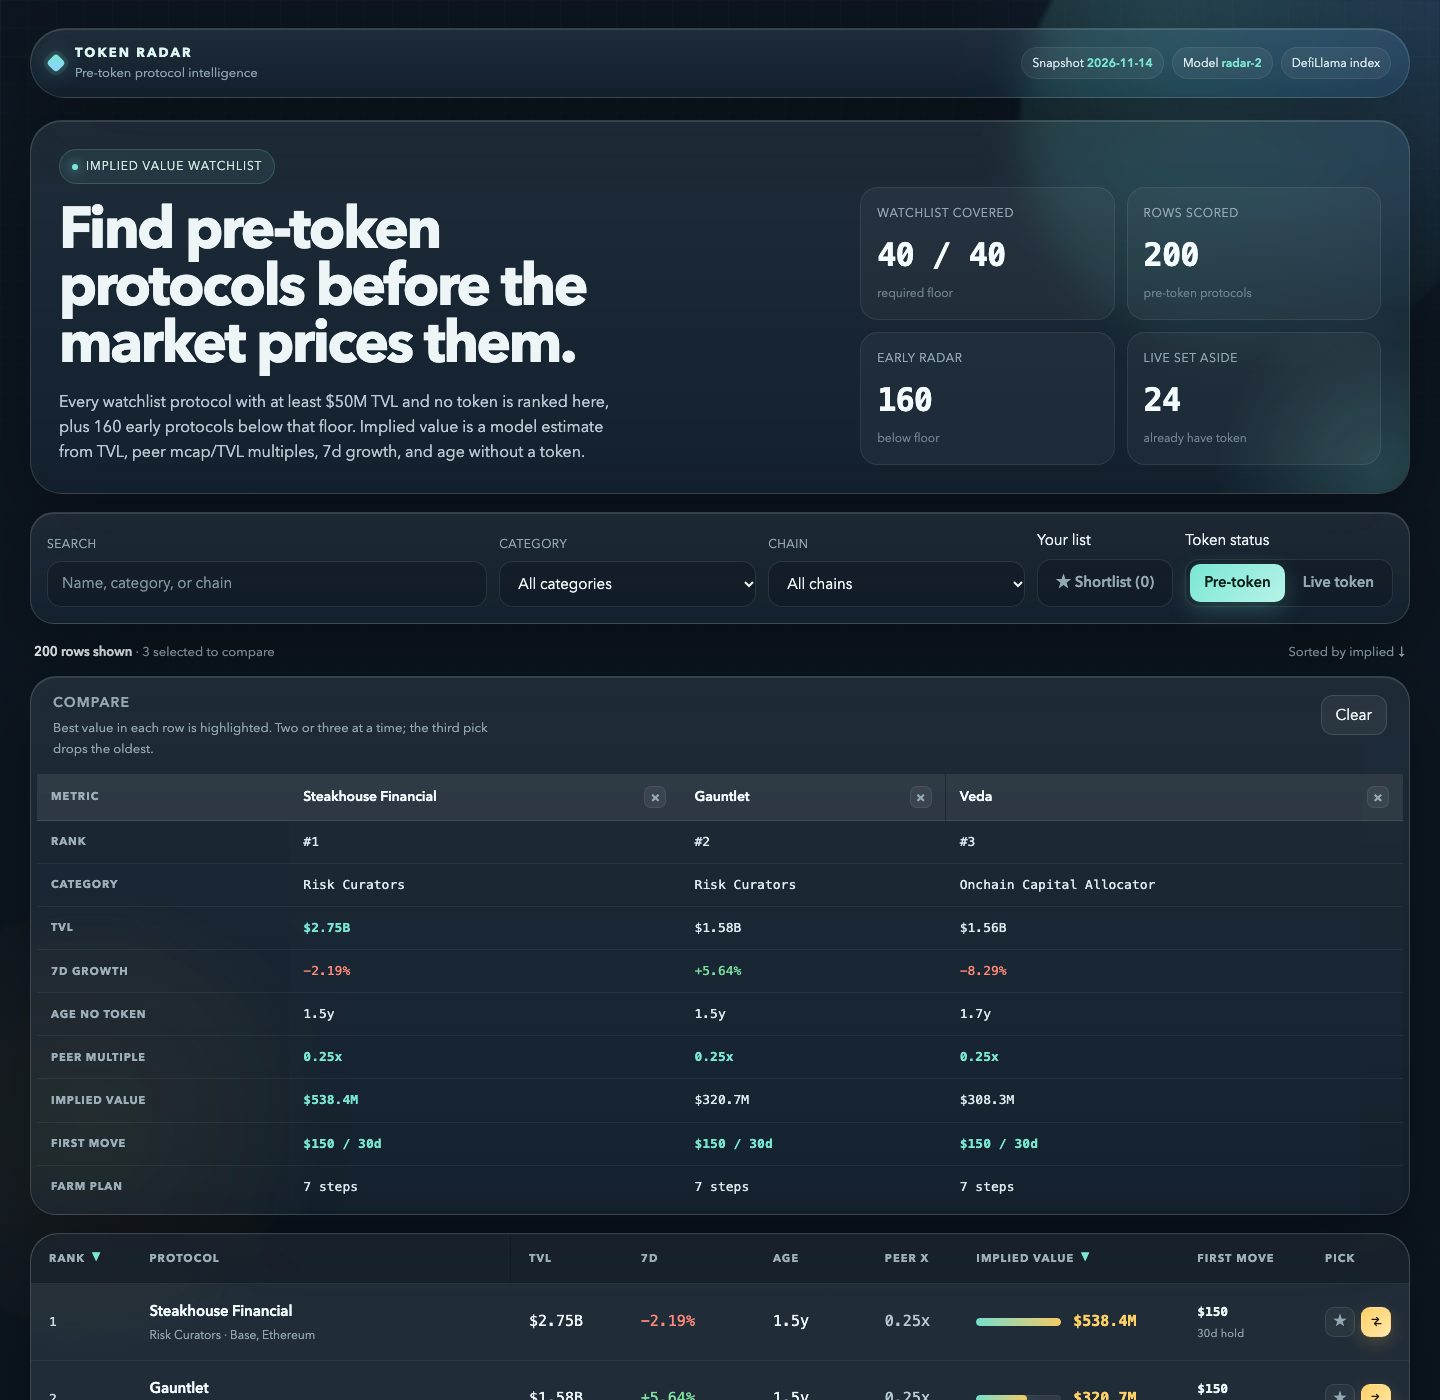 TOKEN RADAR
Pre-token protocol intelligence
Snapshot 2026-11-14
Model radar-2
DefiLlama index
IMPLIED VALUE WATCHLIST
Find pre-token
protocols before the
market prices them.
Every watchlist protocol with at least $50M TVL and no token is ranked here,
plus 160 early protocols below that floor. Implied value is a model estimate
from TVL, peer mcap/TVL multiples, 7d growth, and age without a token.
WATCHLIST COVERED
40 / 40
required floor
ROWS SCORED
200
pre-token protocols
EARLY RADAR
160
below floor
LIVE SET ASIDE
24
already have token
SEARCH
Name, category, or chain
CATEGORY
All categories
CHAIN
All chains
Your list
★ Shortlist (0)
Token status
Pre-token
Live token
200 rows shown · 3 selected to compare
Sorted by implied ↓
COMPARE
Best value in each row is highlighted. Two or three at a time; the third pick
drops the oldest.
Clear
METRIC Steakhouse Financial × Gauntlet × Veda ×
RANK #1 #2 #3
CATEGORY Risk Curators Risk Curators Onchain Capital Allocator
TVL $2.75B $1.58B $1.56B
7D GROWTH −2.19% +5.64% −8.29%
AGE NO TOKEN 1.5y 1.5y 1.7y
PEER MULTIPLE 0.25x 0.25x 0.25x
IMPLIED VALUE $538.4M $320.7M $308.3M
FIRST MOVE $150 / 30d $150 / 30d $150 / 30d
FARM PLAN 7 steps 7 steps 7 steps
RANK ▼ PROTOCOL TVL 7D AGE PEER X IMPLIED VALUE ▼ FIRST MOVE PICK
1 Steakhouse Financial $2.75B −2.19% 1.5y 0.25x $538.4M $150
Risk Curators · Base, Ethereum 30d hold
2 Gauntlet $1.58B +5.64% 1.5y 0.25x $320.7M $150